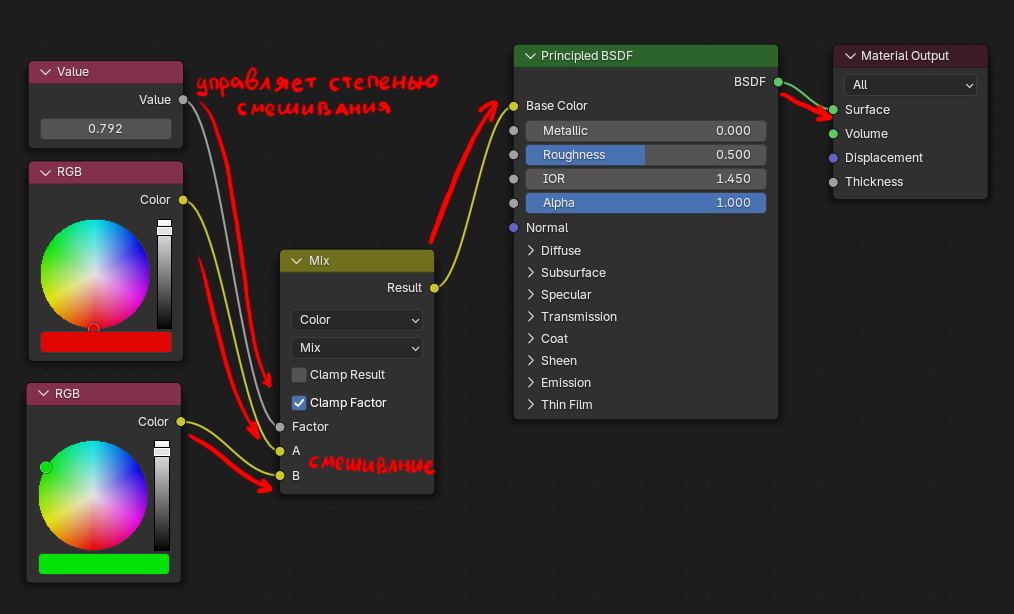 Value
Value
0.792
управляет степенью
смешивания
RGB
Color
RGB
Color
Mix
Result
Color
Mix
Clamp Result
Clamp Factor
Factor
A
B
смешивание
Principled BSDF
BSDF
Base Color
Metallic 0.000
Roughness 0.500
IOR 1.450
Alpha 1.000
Normal
Diffuse
Subsurface
Specular
Transmission
Coat
Sheen
Emission
Thin Film
Material Output
All
Surface
Volume
Displacement
Thickness